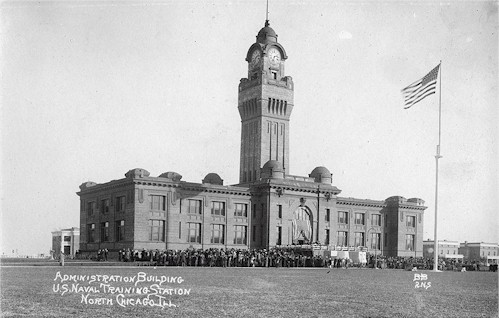 Administration Building
U.S. Naval Training Station
North Chicago Ill.
R.N.S.